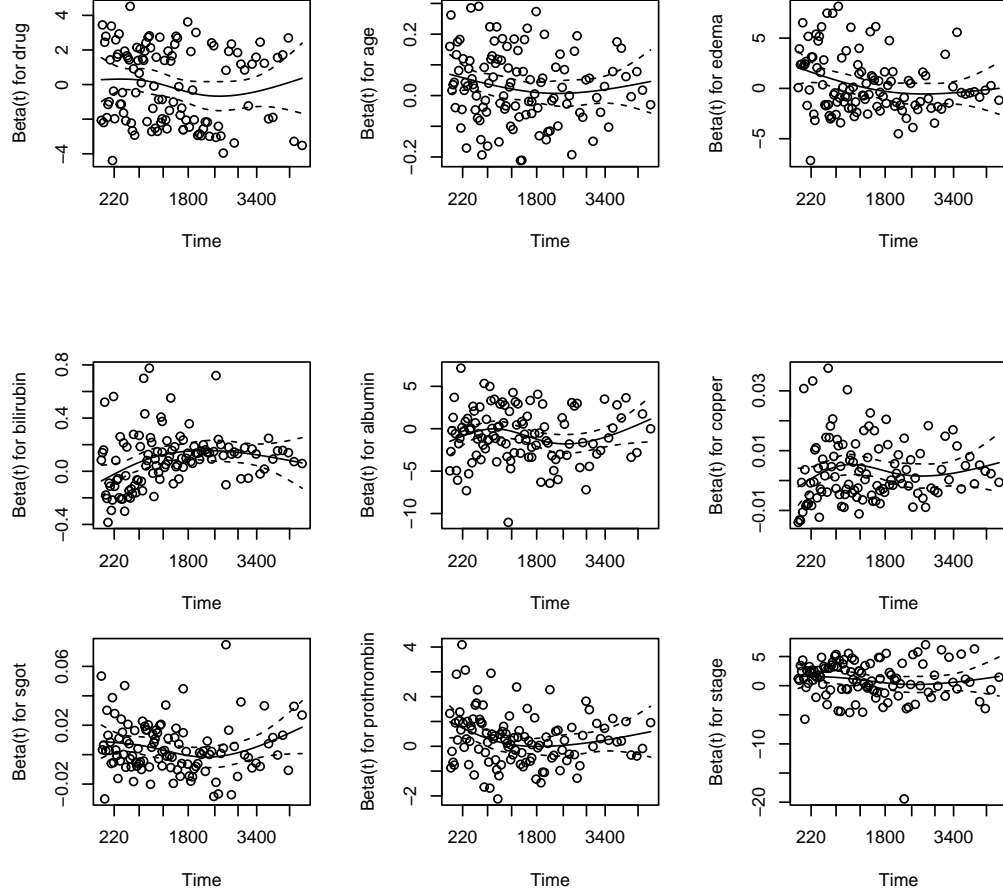 Beta(t) for drug
4
2
0
−4
220 1800 3400
Time
Beta(t) for age
0.2
0.0
−0.2
220 1800 3400
Time
Beta(t) for edema
5
0
−5
220 1800 3400
Time
Beta(t) for bilirubin
0.8
0.4
0.0
−0.4
220 1800 3400
Time
Beta(t) for albumin
5
0
−5
−10
220 1800 3400
Time
Beta(t) for copper
0.03
0.01
−0.01
220 1800 3400
Time
Beta(t) for sgot
0.06
0.02
−0.02
220 1800 3400
Time
Beta(t) for prothrombin
4
2
0
−2
220 1800 3400
Time
Beta(t) for stage
5
0
−10
−20
220 1800 3400
Time